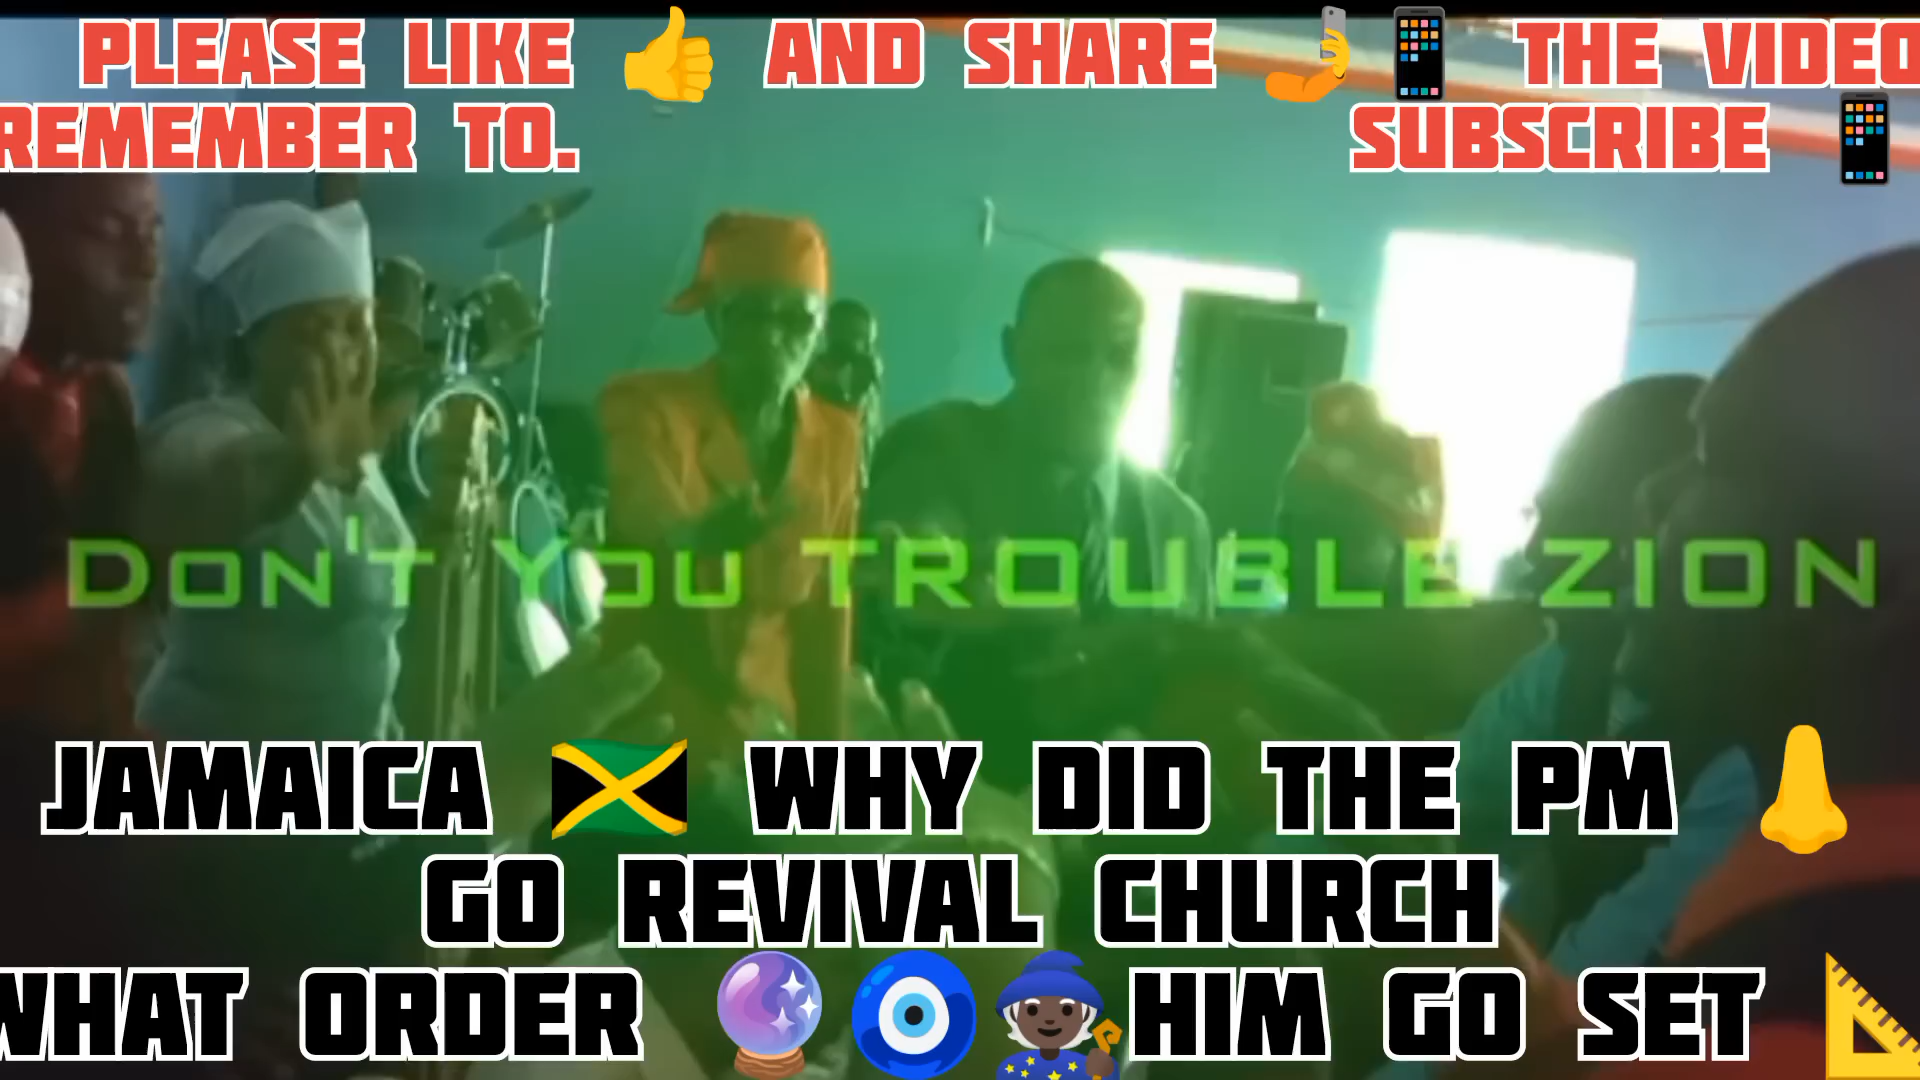 PLEASE LIKE 👍 AND SHARE 🤳📱 THE VIDEO
REMEMBER TO. SUBSCRIBE 📱
DON'T YOU TROUBLE ZION
JAMAICA 🇯🇲 WHY DID THE PM 👃
GO REVIVAL CHURCH
WHAT ORDER 🔮🧿🧙🏿 HIM GO SET 📐